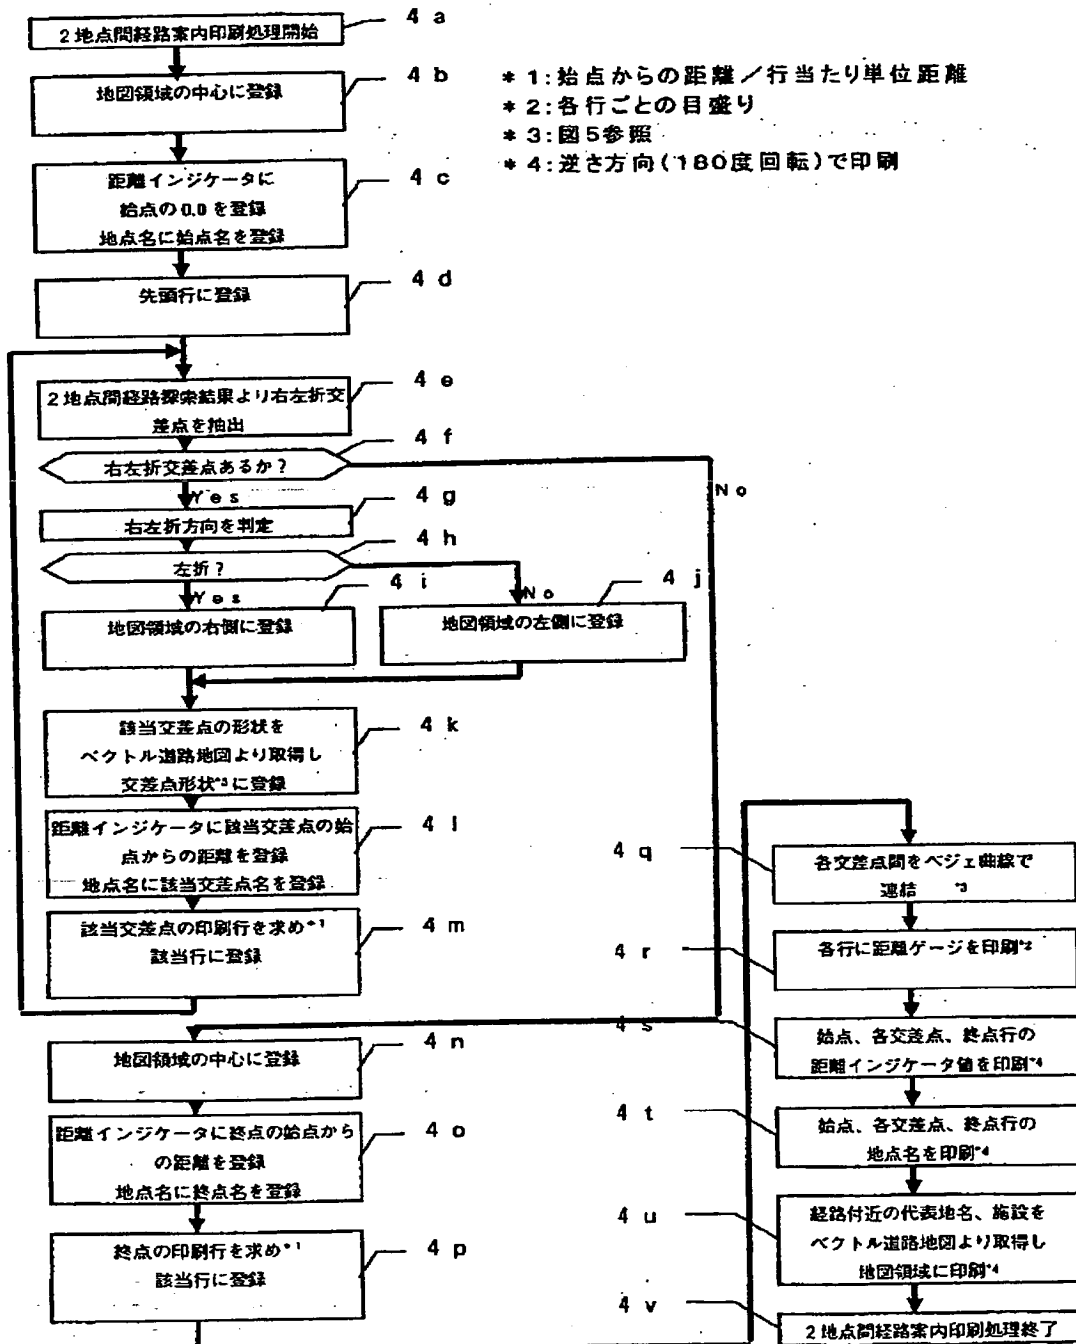 2地点間経路案内印刷処理開始
4a
地図領域の中心に登録
4b
*1:始点からの距離/行当たり単位距離
*2:各行ごとの目盛り
*3:図5参照
*4:逆さ方向(180度回転)で印刷
距離インジケータに
始点の0.0を登録
地点名に始点名を登録
4c
先頭行に登録
4d
2地点間経路探索結果より右左折交
差点を抽出
4e
右左折交差点あるか?
4f
Yes
No
右左折方向を判定
4g
左折?
4h
Yes
No
地図領域の右側に登録
4i
地図領域の左側に登録
4j
該当交差点の形状を
ベクトル道路地図より取得し
交差点形状*3に登録
4k
距離インジケータに該当交差点の始
点からの距離を登録
地点名に該当交差点名を登録
4l
該当交差点の印刷行を求め*1
該当行に登録
4m
地図領域の中心に登録
4n
距離インジケータに終点の始点から
の距離を登録
地点名に終点名を登録
4o
終点の印刷行を求め*1
該当行に登録
4p
4q
各交差点間をベジェ曲線で
連結 *3
4r
各行に距離ゲージを印刷*2
4s
始点、各交差点、終点行の
距離インジケータ値を印刷*4
4t
始点、各交差点、終点行の
地点名を印刷*4
4u
経路付近の代表地名、施設を
ベクトル道路地図より取得し
地図領域に印刷*4
4v
2地点間経路案内印刷処理終了